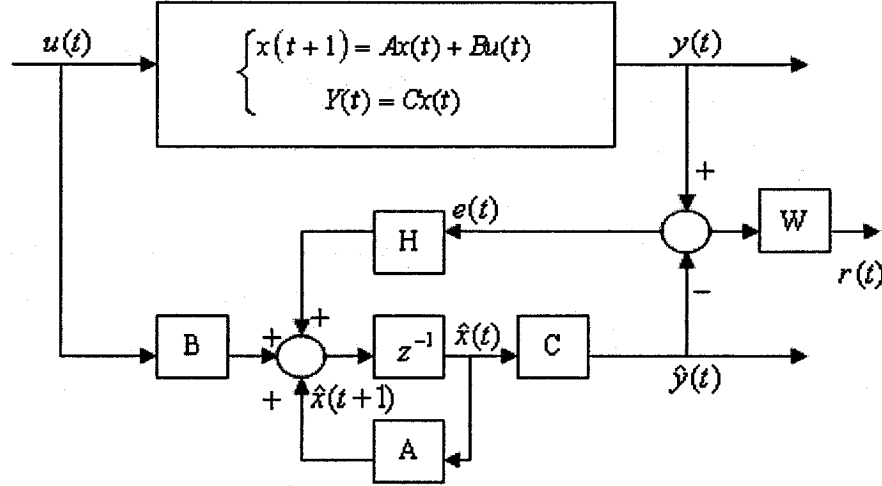 u(t)
x(t+1) = Ax(t) + Bu(t)
Y(t) = Cx(t)
y(t)
+
W
r(t)
e(t)
H
−
B
+
+
+
z⁻¹
x̂(t)
C
ŷ(t)
x̂(t+1)
A